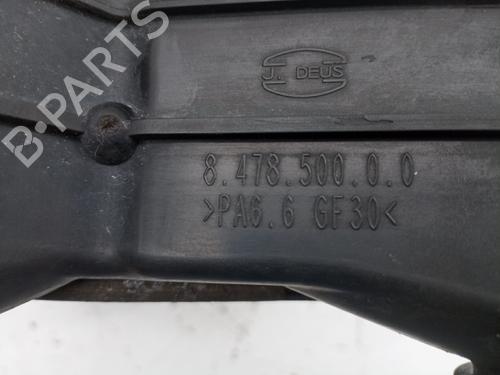 J. DEUS
B-PARTS
8.478.500.0.0
>PA6.6 GF30<